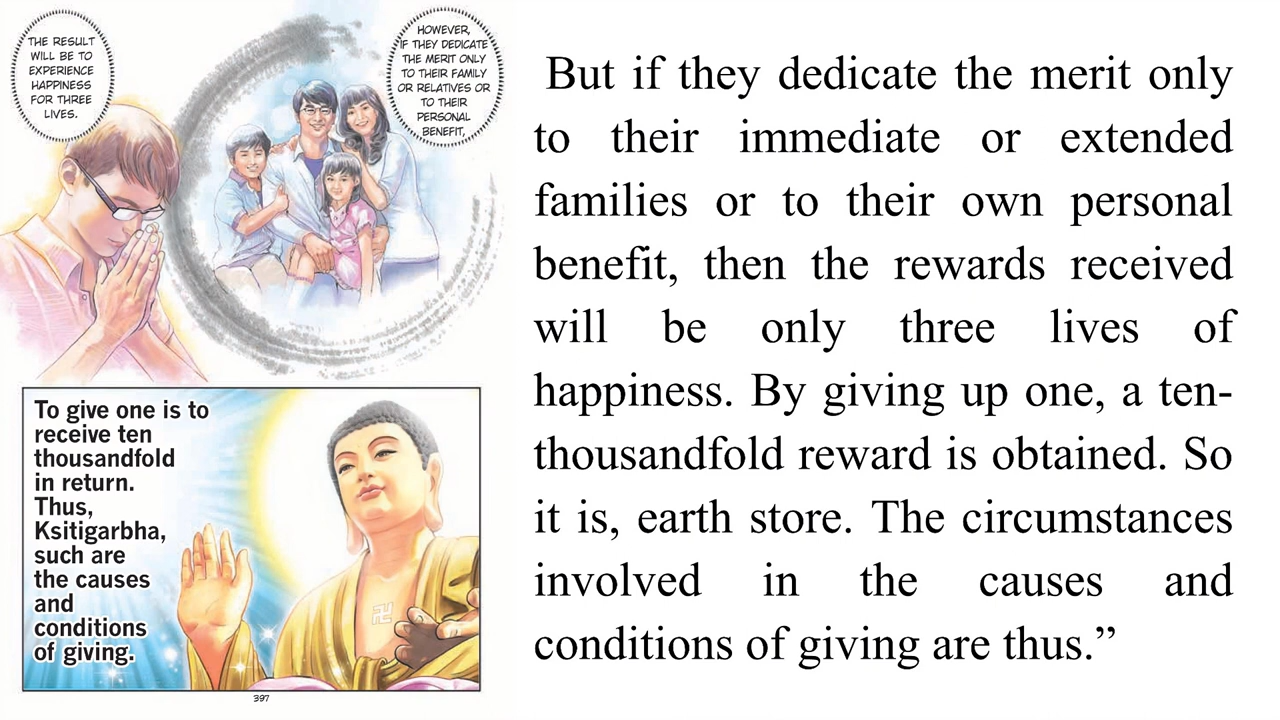 THE RESULT
WILL BE TO
EXPERIENCE
HAPPINESS
FOR THREE
LIVES.
HOWEVER,
IF THEY DEDICATE
THE MERIT ONLY
TO THEIR FAMILY
OR RELATIVES OR
TO THEIR
PERSONAL
BENEFIT,
To give one is to
receive ten
thousandfold
in return.
Thus,
Ksitigarbha,
such are
the causes
and
conditions
of giving.
卍
397
But if they dedicate the merit only
to their immediate or extended
families or to their own personal
benefit, then the rewards received
will be only three lives of
happiness. By giving up one, a ten-
thousandfold reward is obtained. So
it is, earth store. The circumstances
involved in the causes and
conditions of giving are thus.”